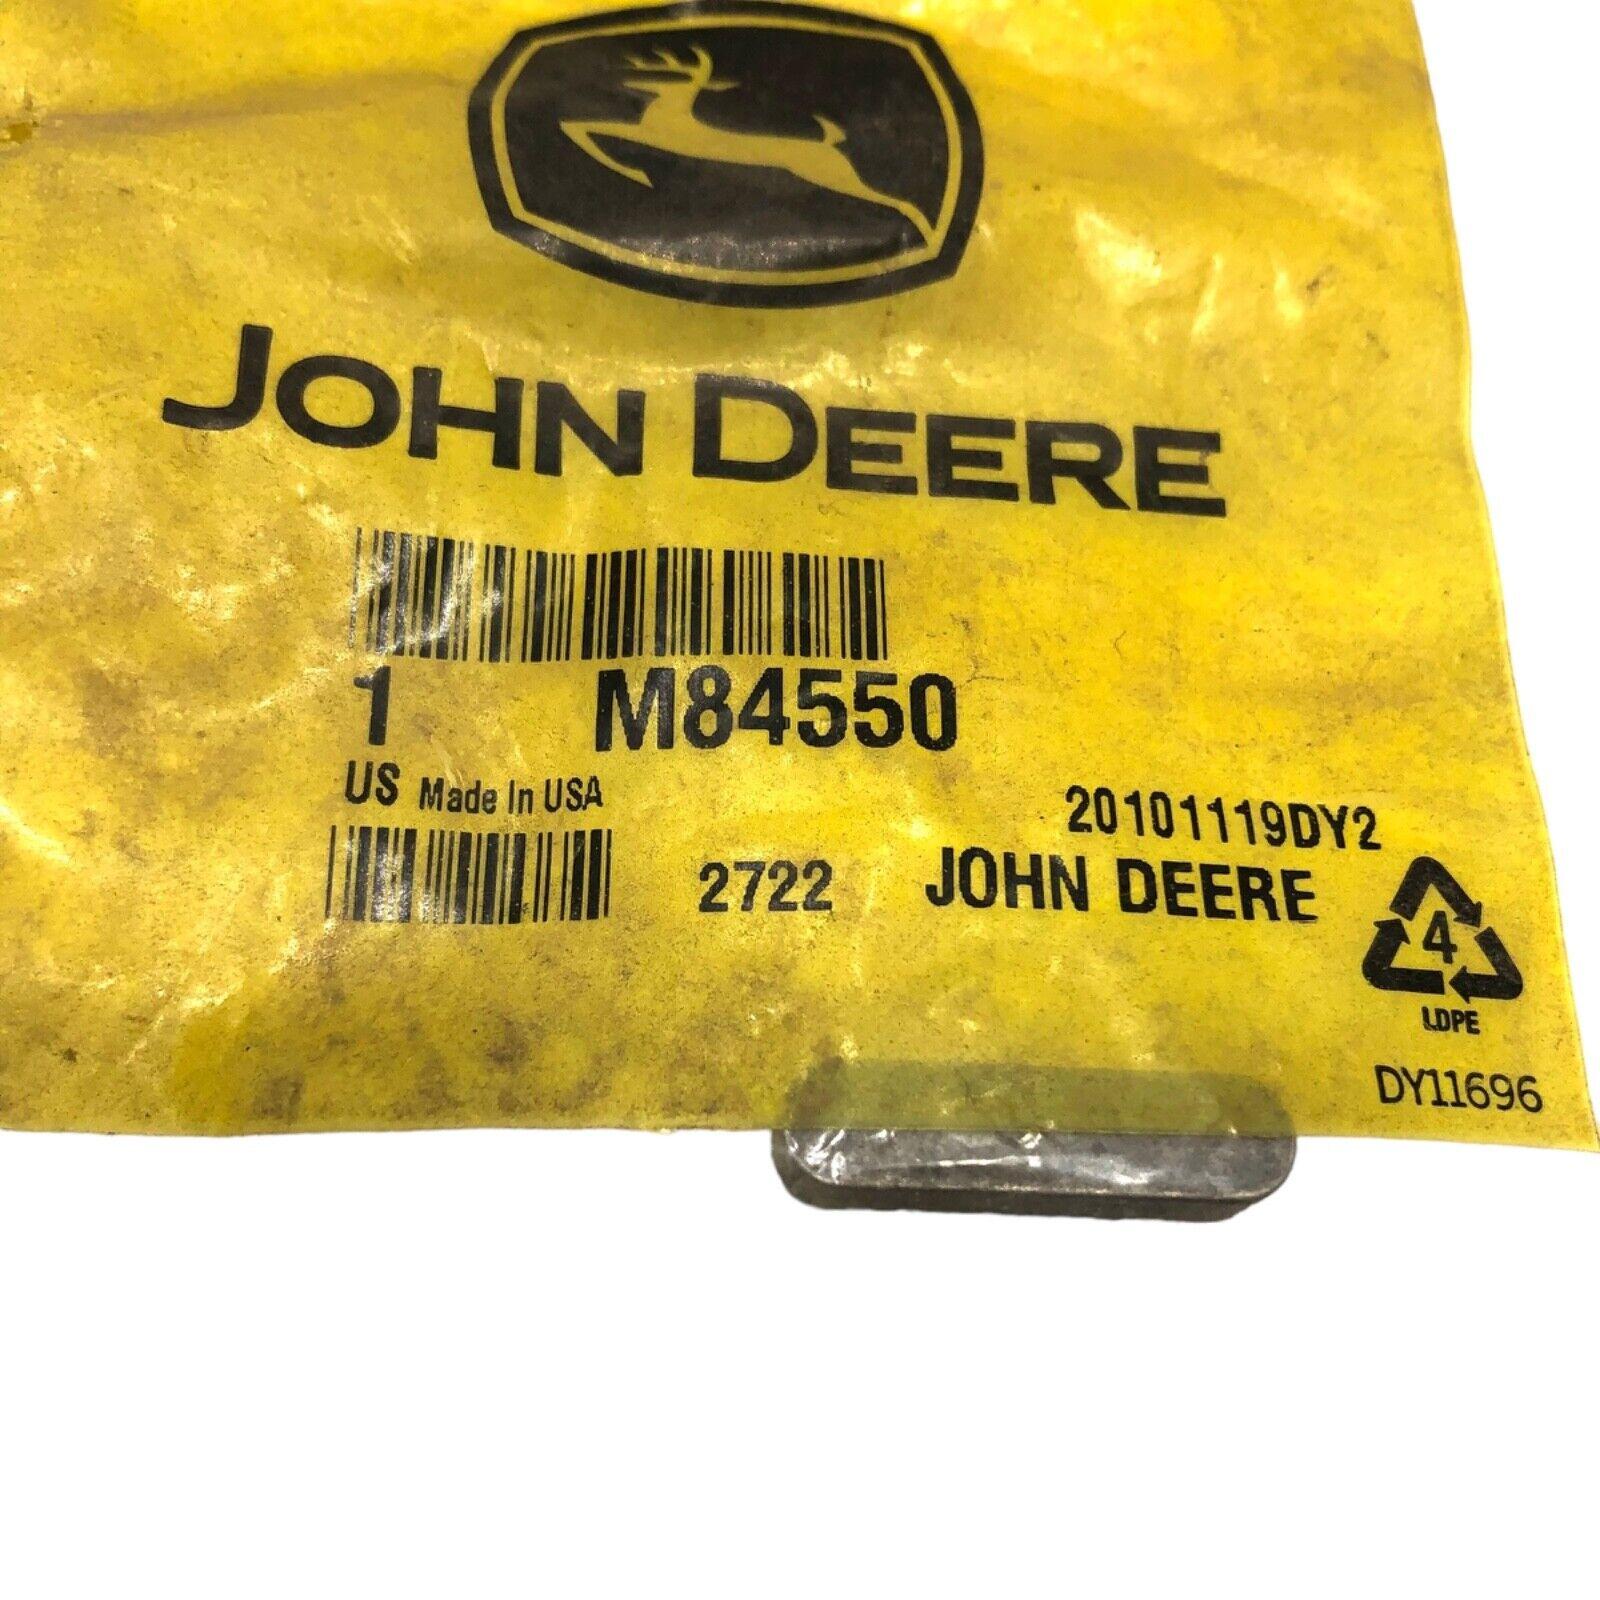 JOHN DEERE
1 M84550
US Made In USA
20101119DY2
2722 JOHN DEERE
4
LDPE
DY11696